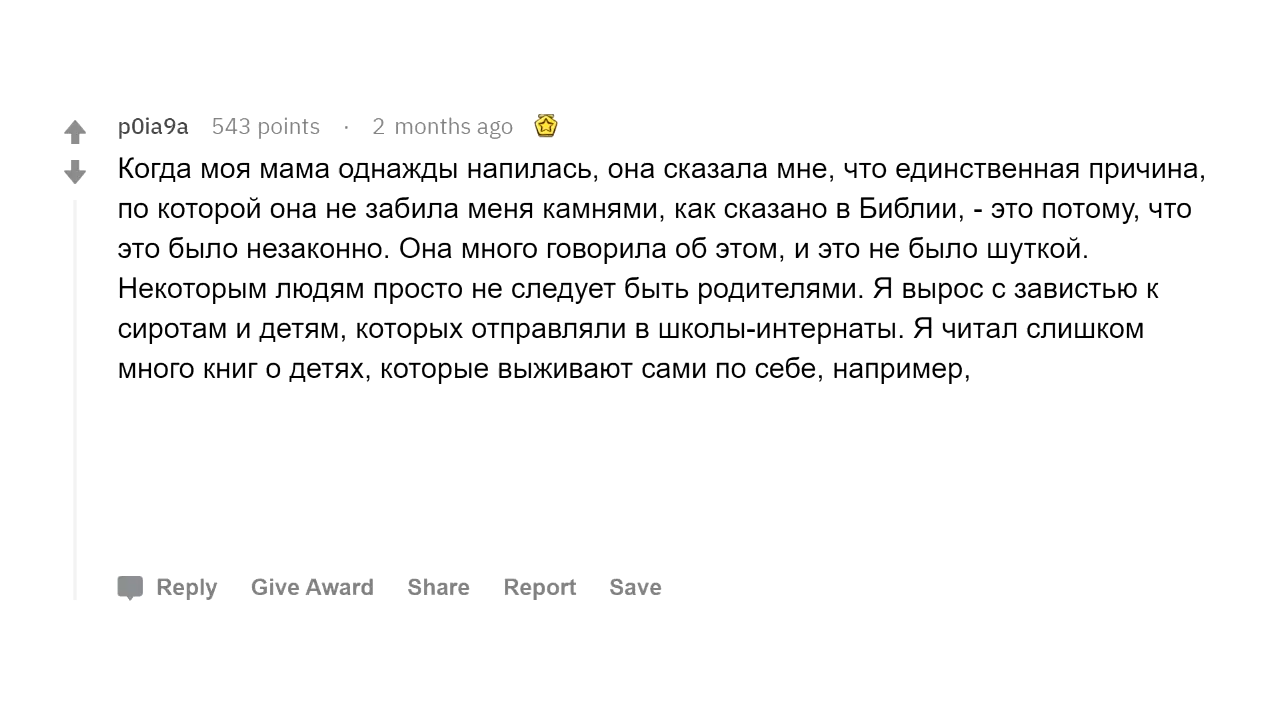 p0ia9a 543 points · 2 months ago
Когда моя мама однажды напилась, она сказала мне, что единственная причина,
по которой она не забила меня камнями, как сказано в Библии, - это потому, что
это было незаконно. Она много говорила об этом, и это не было шуткой.
Некоторым людям просто не следует быть родителями. Я вырос с завистью к
сиротам и детям, которых отправляли в школы-интернаты. Я читал слишком
много книг о детях, которые выживают сами по себе, например,
Reply Give Award Share Report Save